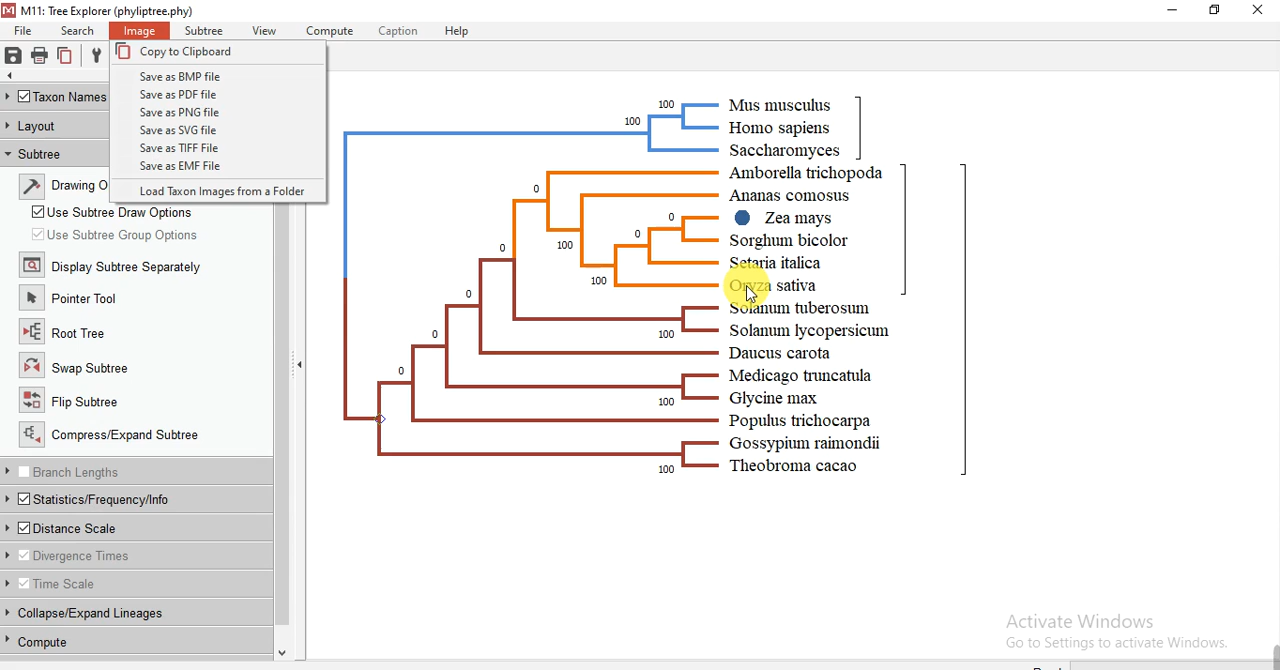 M11: Tree Explorer (phyliptree.phy)
File Search Image Subtree View Compute Caption Help
Copy to Clipboard
Save as BMP file
Save as PDF file
Save as PNG file
Save as SVG file
Save as TIFF File
Save as EMF File
Load Taxon Images from a Folder
Taxon Names
Layout
Subtree
Drawing O
Use Subtree Draw Options
Use Subtree Group Options
Display Subtree Separately
Pointer Tool
Root Tree
Swap Subtree
Flip Subtree
Compress/Expand Subtree
Branch Lengths
Statistics/Frequency/Info
Distance Scale
Divergence Times
Time Scale
Collapse/Expand Lineages
Compute
100 Mus musculus
100 Homo sapiens
Saccharomyces
Amborella trichopoda
0 Ananas comosus
0 Zea mays
0 Sorghum bicolor
100
0 Setaria italica
100 Oryza sativa
0 Solanum tuberosum
100 Solanum lycopersicum
0 Daucus carota
0 Medicago truncatula
100 Glycine max
Populus trichocarpa
Gossypium raimondii
100 Theobroma cacao
Activate Windows
Go to Settings to activate Windows.